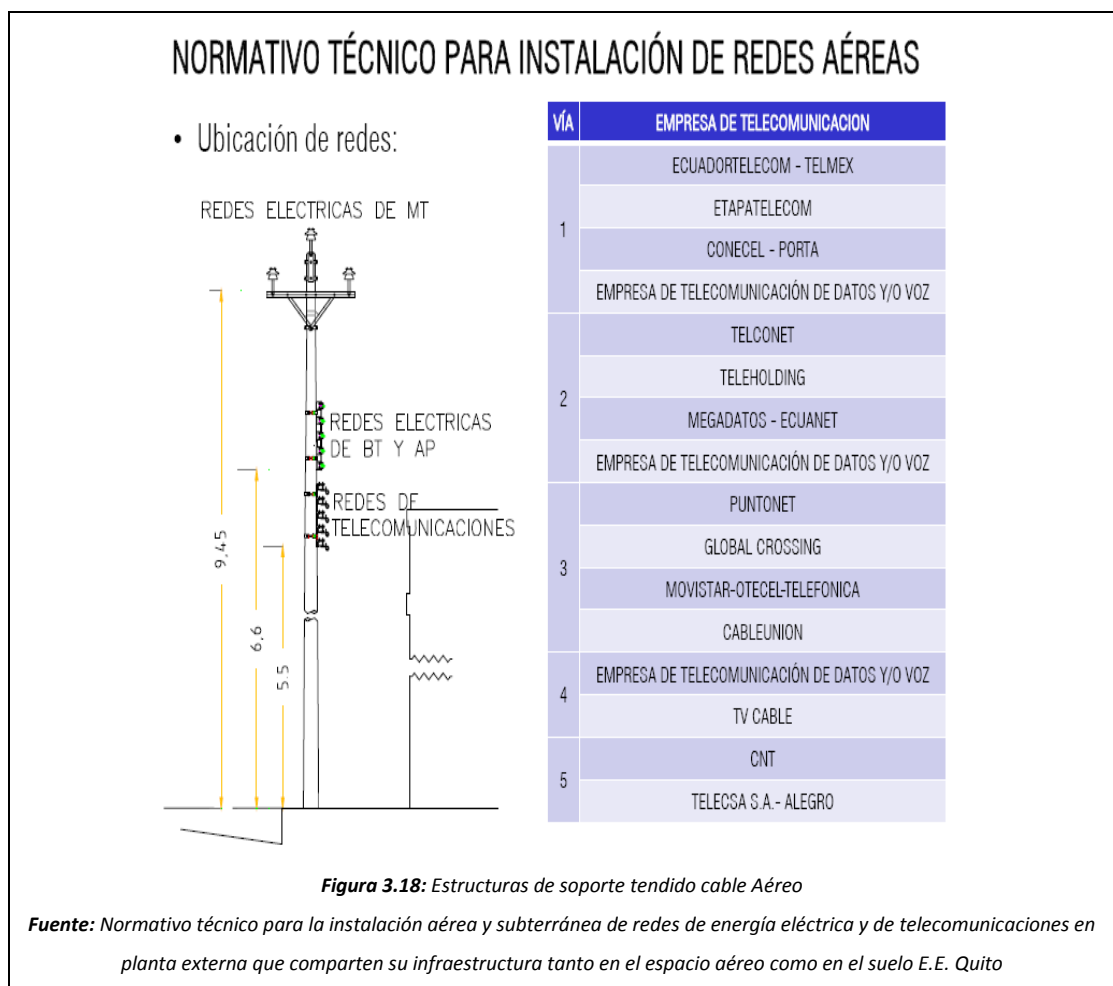 NORMATIVO TÉCNICO PARA INSTALACIÓN DE REDES AÉREAS
• Ubicación de redes:
REDES ELECTRICAS DE MT
REDES ELECTRICAS
DE BT Y AP
REDES DE
TELECOMUNICACIONES
9,45
6,6
5,5
VÍA EMPRESA DE TELECOMUNICACION
1
ECUADORTELECOM - TELMEX
ETAPATELECOM
CONECEL - PORTA
EMPRESA DE TELECOMUNICACIÓN DE DATOS Y/O VOZ
2
TELCONET
TELEHOLDING
MEGADATOS - ECUANET
EMPRESA DE TELECOMUNICACIÓN DE DATOS Y/O VOZ
3
PUNTONET
GLOBAL CROSSING
MOVISTAR-OTECEL-TELEFONICA
CABLEUNION
4
EMPRESA DE TELECOMUNICACIÓN DE DATOS Y/O VOZ
TV CABLE
5
CNT
TELECSA S.A.- ALEGRO
Figura 3.18: Estructuras de soporte tendido cable Aéreo
Fuente: Normativo técnico para la instalación aérea y subterránea de redes de energía eléctrica y de telecomunicaciones en
planta externa que comparten su infraestructura tanto en el espacio aéreo como en el suelo E.E. Quito